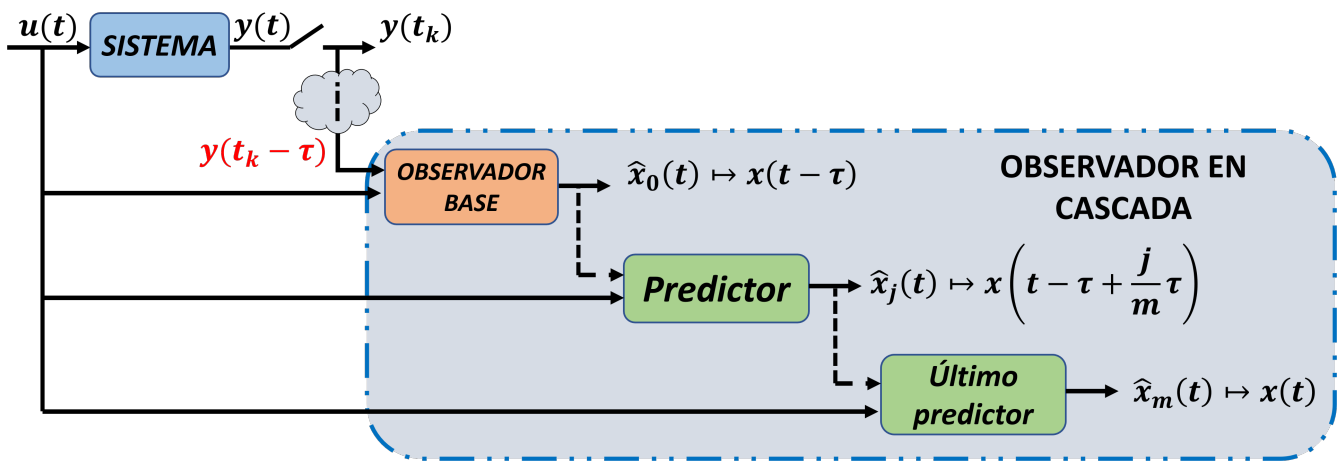 u(t)
SISTEMA
y(t)
y(t_k)
y(t_k − τ)
OBSERVADOR
BASE
x̂_0(t) ↦ x(t − τ)
OBSERVADOR EN
CASCADA
Predictor
x̂_j(t) ↦ x(t − τ + j/m τ)
Último
predictor
x̂_m(t) ↦ x(t)